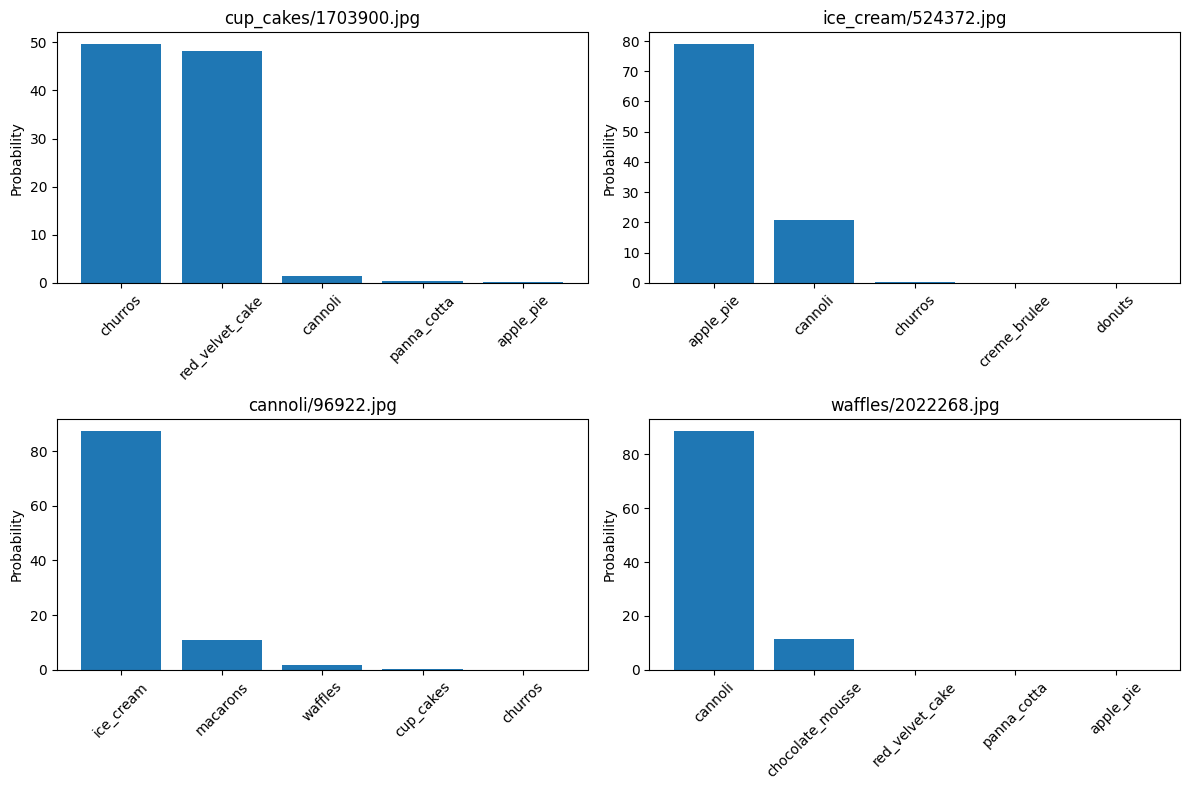 cup_cakes/1703900.jpg
Probability
50
40
30
20
10
0
churros
red_velvet_cake
cannoli
panna_cotta
apple_pie
ice_cream/524372.jpg
Probability
80
70
60
50
40
30
20
10
0
apple_pie
cannoli
churros
creme_brulee
donuts
cannoli/96922.jpg
Probability
80
60
40
20
0
ice_cream
macarons
waffles
cup_cakes
churros
waffles/2022268.jpg
Probability
80
60
40
20
0
cannoli
chocolate_mousse
red_velvet_cake
panna_cotta
apple_pie